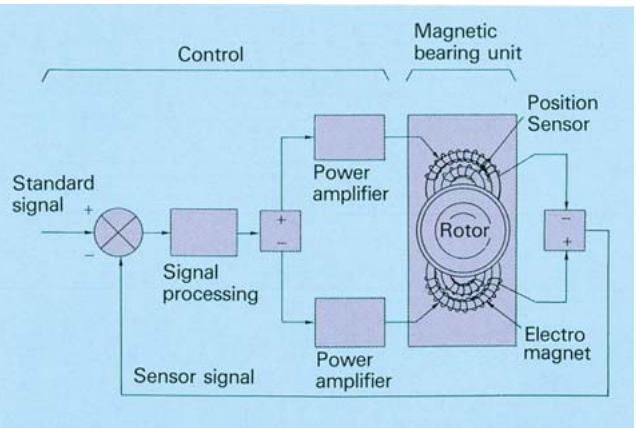 Control
Magnetic
bearing unit
Position
Sensor
Power
amplifier
Standard
signal
+
−
+
−
Rotor
−
+
Signal
processing
Electro
magnet
Power
amplifier
Sensor signal